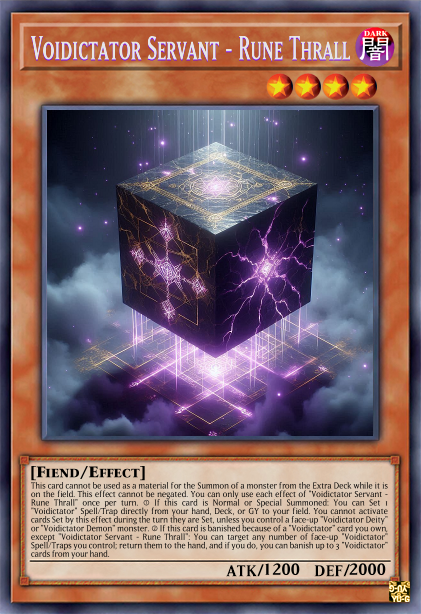 VOIDICTATOR SERVANT - RUNE THRALL
DARK
闇
[FIEND/EFFECT]
This card cannot be used as a material for the Summon of a monster from the Extra Deck while it is
on the field. This effect cannot be negated. You can only use each effect of "Voidictator Servant -
Rune Thrall" once per turn. ① If this card is Normal or Special Summoned: You can Set 1
"Voidictator" Spell/Trap directly from your hand, Deck, or GY to your field. You cannot activate
cards Set by this effect during the turn they are Set, unless you control a face-up "Voidictator Deity"
or "Voidictator Demon" monster. ② If this card is banished because of a "Voidictator" card you own,
except "Voidictator Servant - Rune Thrall": You can target any number of face-up "Voidictator"
Spell/Traps you control; return them to the hand, and if you do, you can banish up to 3 "Voidictator"
cards from your hand.
ATK/1200 DEF/2000